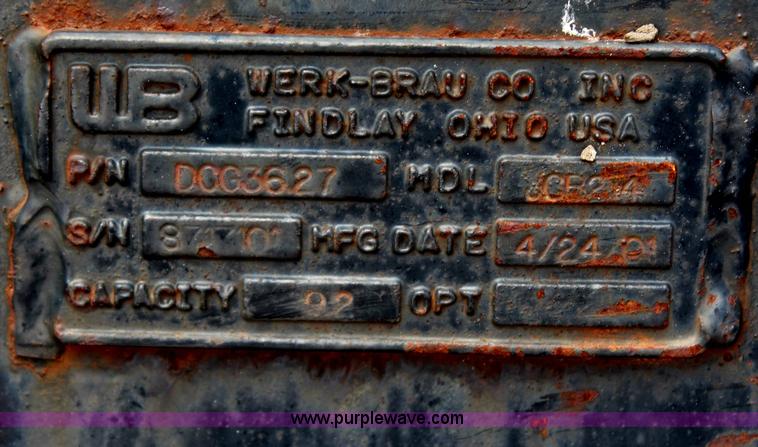 WB WERK-BRAU CO INC
FINDLAY OHIO USA
P/N DCG3627 MDL
S/N MFG DATE 4/24/01
CAPACITY .92 OPT
www.purplewave.com